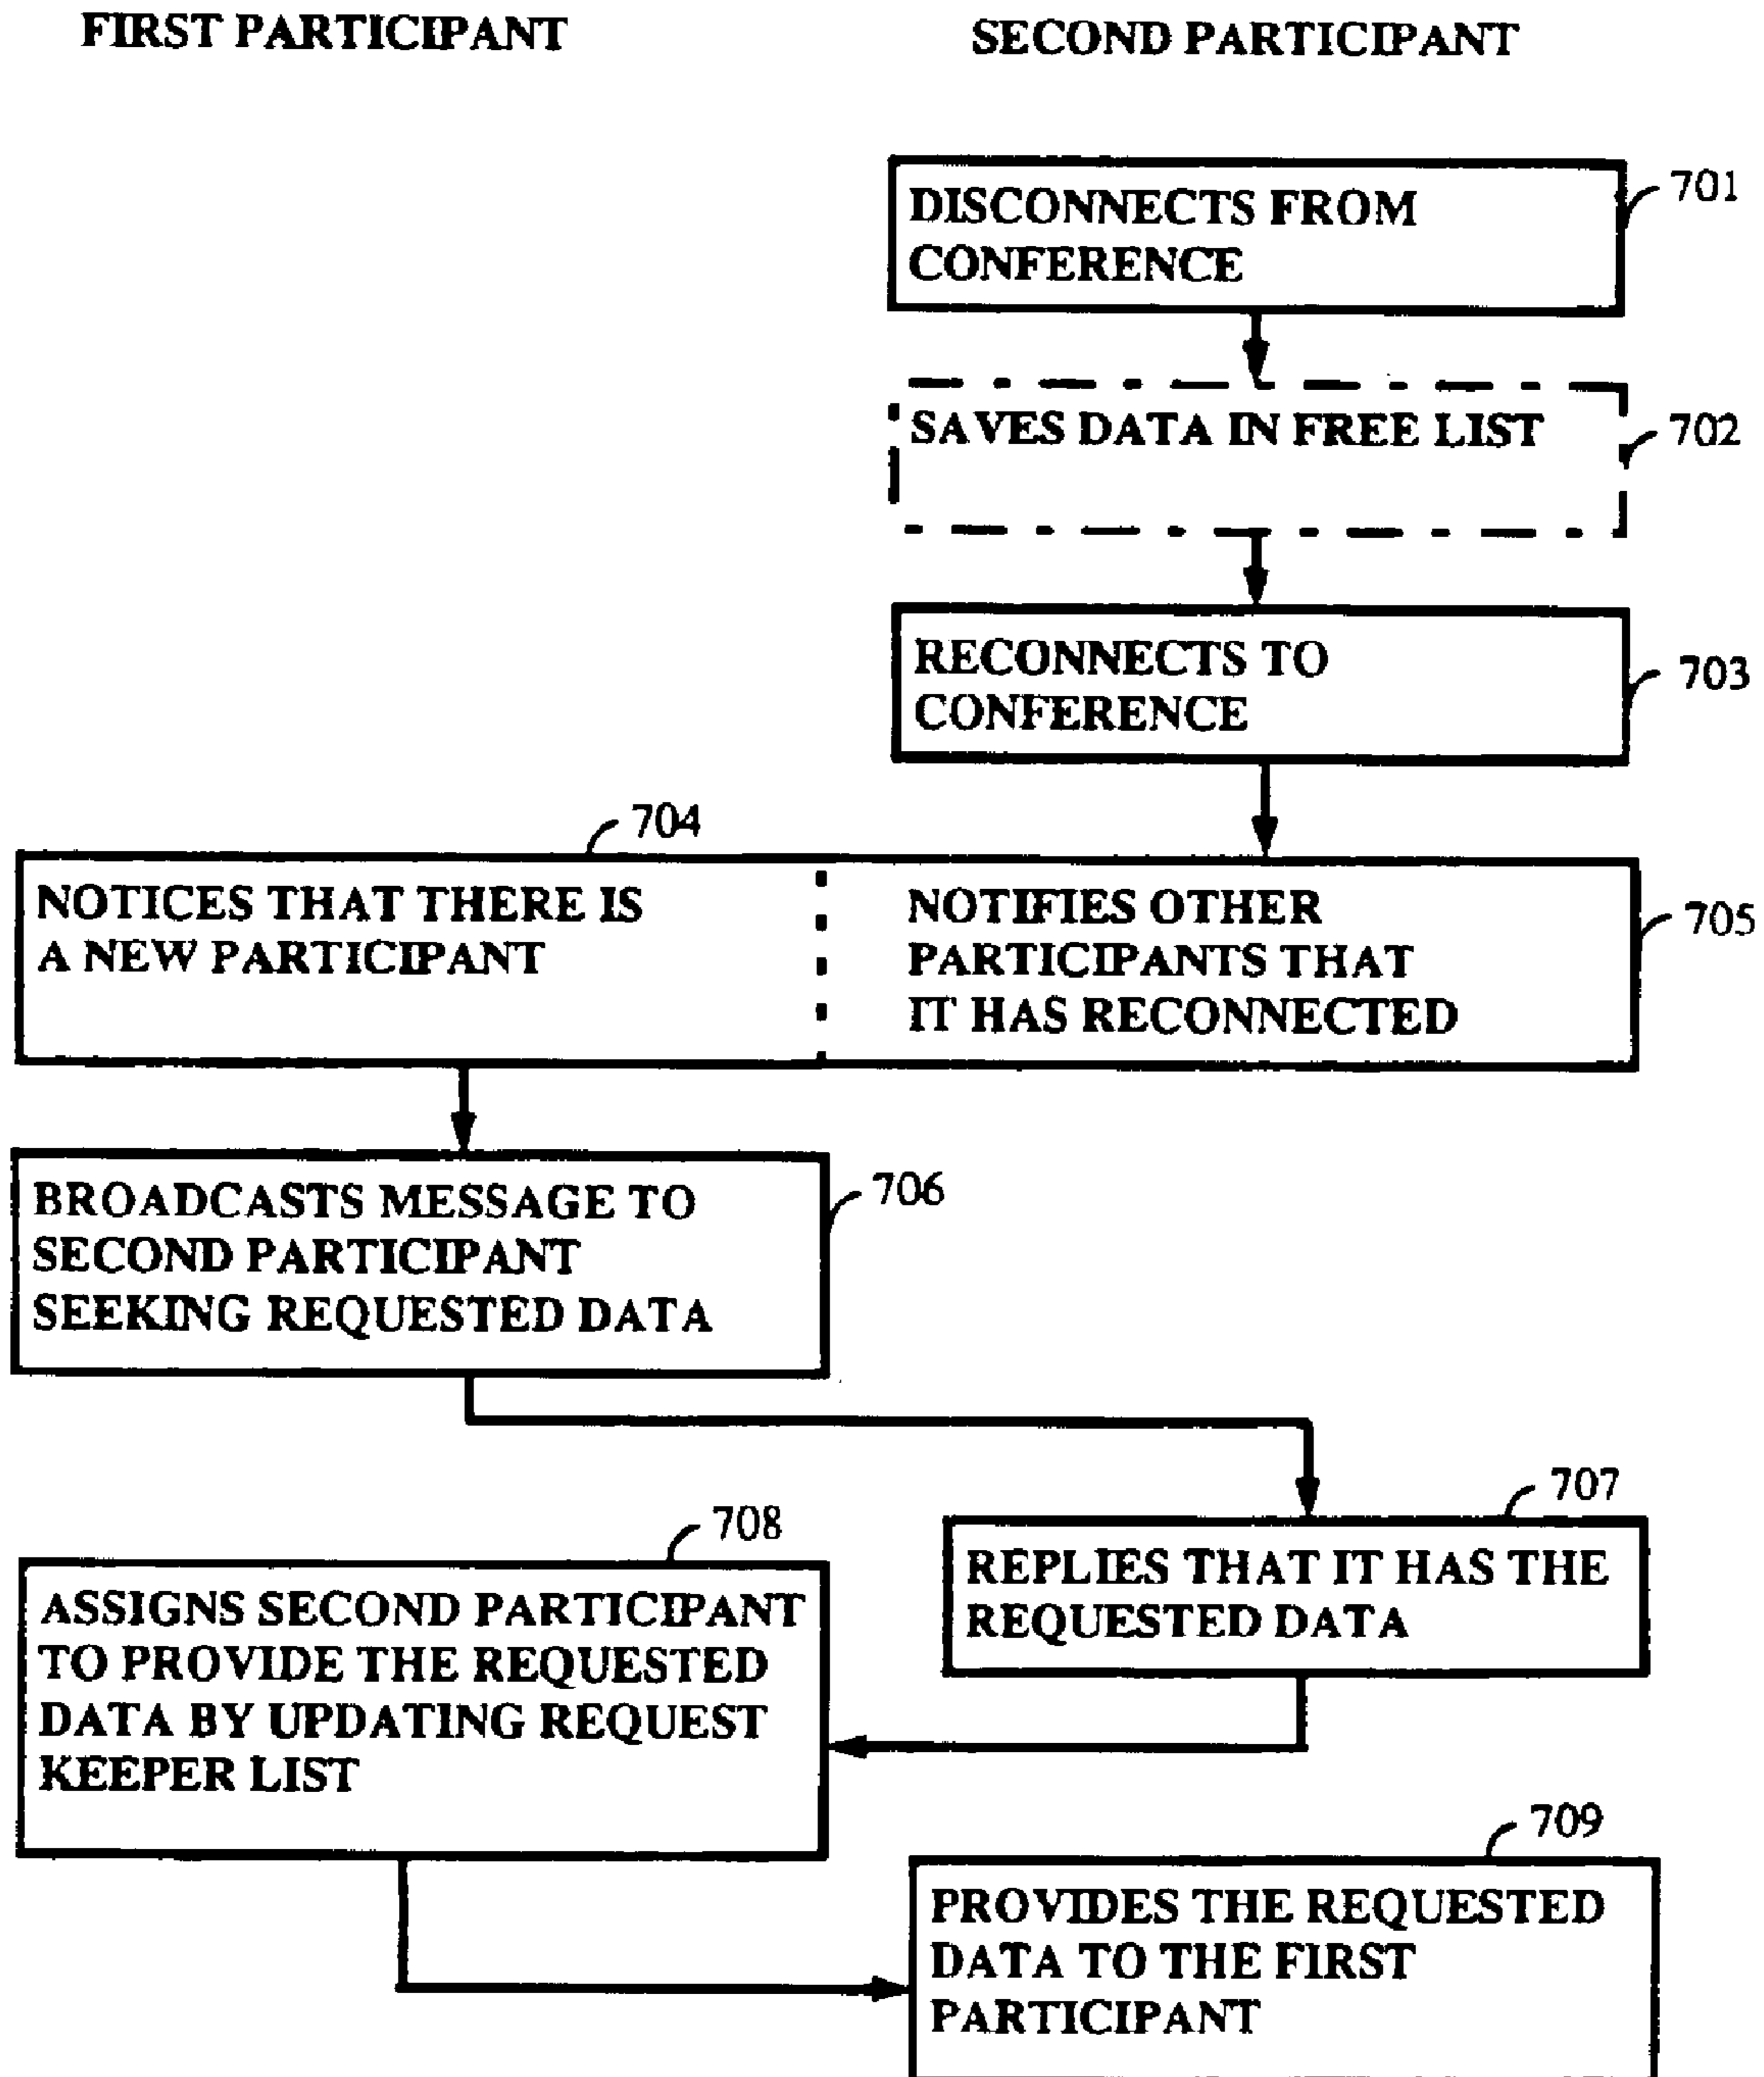 FIRST PARTICIPANT
SECOND PARTICIPANT
DISCONNECTS FROM
CONFERENCE
701
SAVES DATA IN FREE LIST
702
RECONNECTS TO
CONFERENCE
703
704
NOTICES THAT THERE IS
A NEW PARTICIPANT
NOTIFIES OTHER
PARTICIPANTS THAT
IT HAS RECONNECTED
705
BROADCASTS MESSAGE TO
SECOND PARTICIPANT
SEEKING REQUESTED DATA
706
707
REPLIES THAT IT HAS THE
REQUESTED DATA
708
ASSIGNS SECOND PARTICIPANT
TO PROVIDE THE REQUESTED
DATA BY UPDATING REQUEST
KEEPER LIST
709
PROVIDES THE REQUESTED
DATA TO THE FIRST
PARTICIPANT